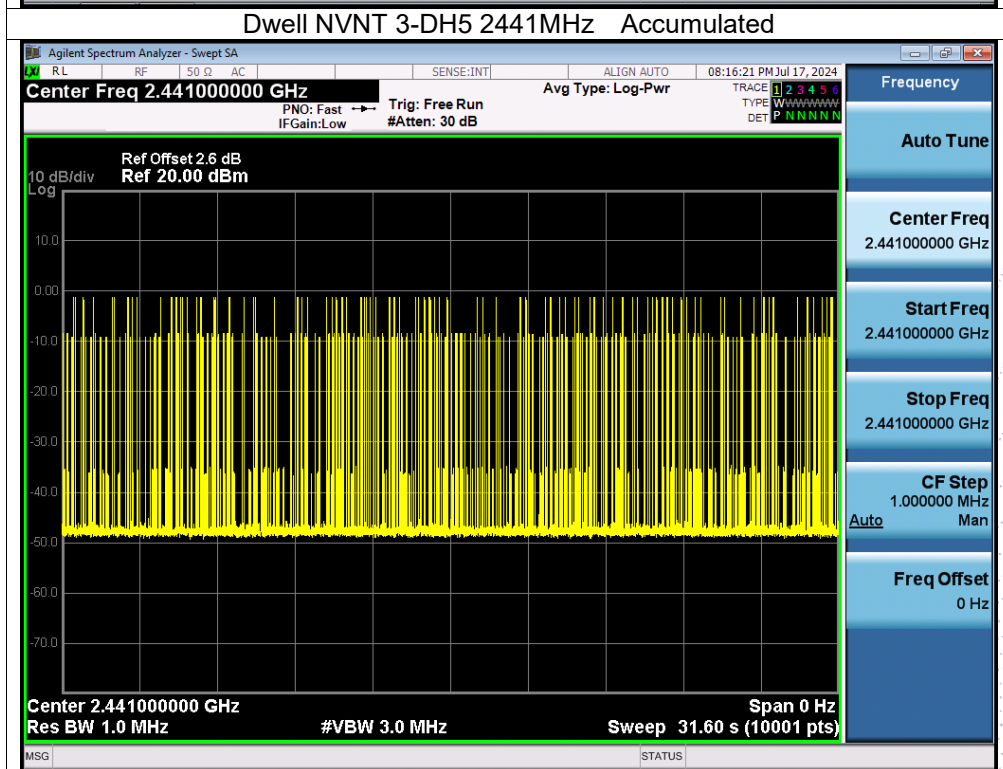 Dwell NVNT 3-DH5 2441MHz Accumulated
Agilent Spectrum Analyzer - Swept SA
LXI RL RF 50 Ω AC SENSE:INT ALIGN AUTO 08:16:21 PM Jul 17, 2024
Center Freq 2.441000000 GHz
PNO: Fast
IFGain:Low
Trig: Free Run
#Atten: 30 dB
Avg Type: Log-Pwr
TRACE 1 2 3 4 5 6
TYPE WWWWWWW
DET P N N N N N
Ref Offset 2.6 dB
10 dB/div Ref 20.00 dBm
Log
10.0
0.00
-10.0
-20.0
-30.0
-40.0
-50.0
-60.0
-70.0
Center 2.441000000 GHz Span 0 Hz
Res BW 1.0 MHz #VBW 3.0 MHz Sweep 31.60 s (10001 pts)
MSG STATUS
Frequency
Auto Tune
Center Freq
2.441000000 GHz
Start Freq
2.441000000 GHz
Stop Freq
2.441000000 GHz
CF Step
1.000000 MHz
Auto Man
Freq Offset
0 Hz